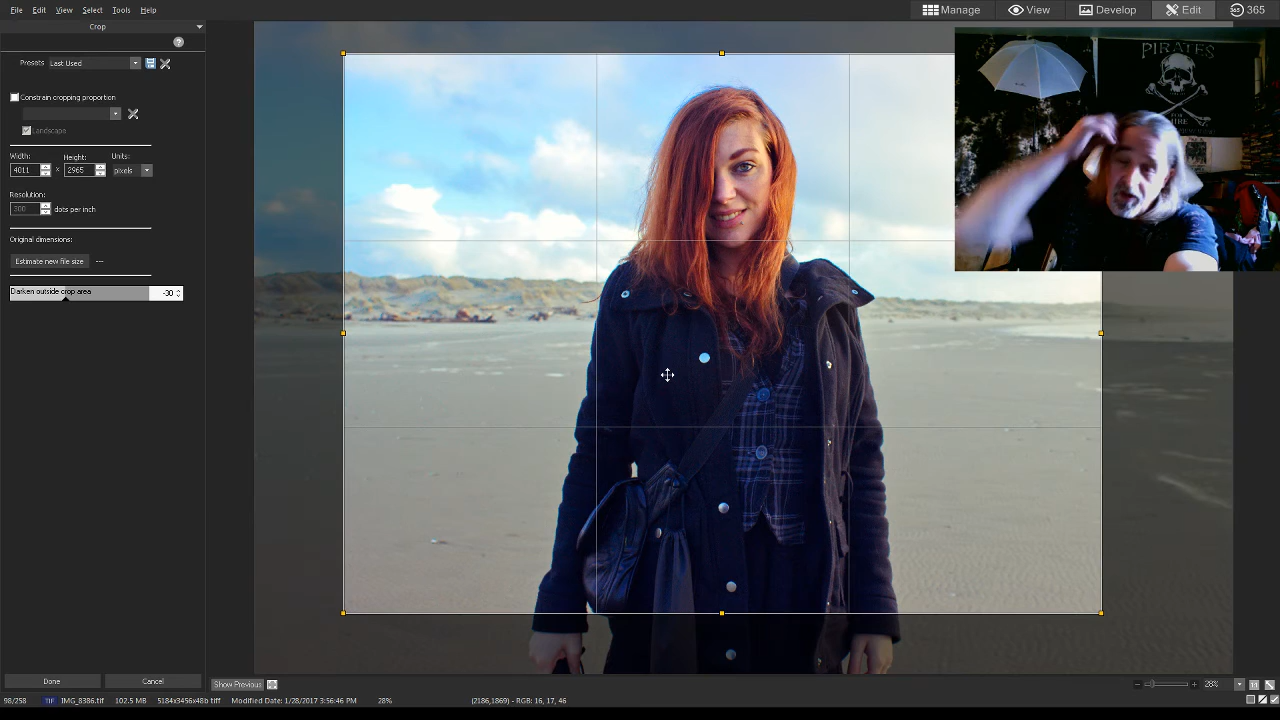 File Edit View Select Tools Help
Manage View Develop Edit 365 365
Crop
?
Presets Last Used
Constrain cropping proportion
Landscape
Width: Height: Units:
4011 x 2965 pixels
Resolution:
300 dots per inch
Original dimensions:
Estimate new file size ---
Darken outside crop area -30
PIRATES
FOR
HIRE
Done Cancel
Show Previous 28%
98/258 TIF IMG_8386.tif 102.5 MB 5184x3456x48b tiff Modified Date: 1/28/2017 3:56:46 PM 28% (2186,1869) - RGB: 16, 17, 46